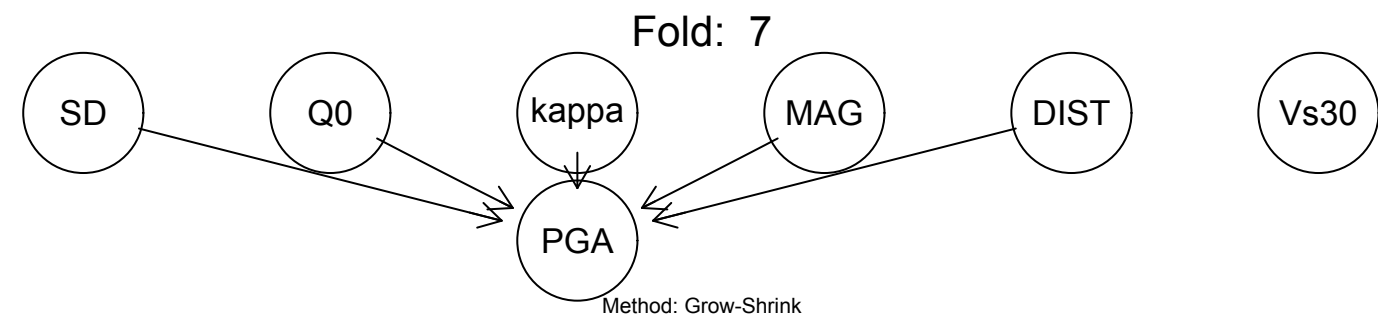 Fold: 7
SD Q0 kappa MAG DIST Vs30
PGA
Method: Grow-Shrink